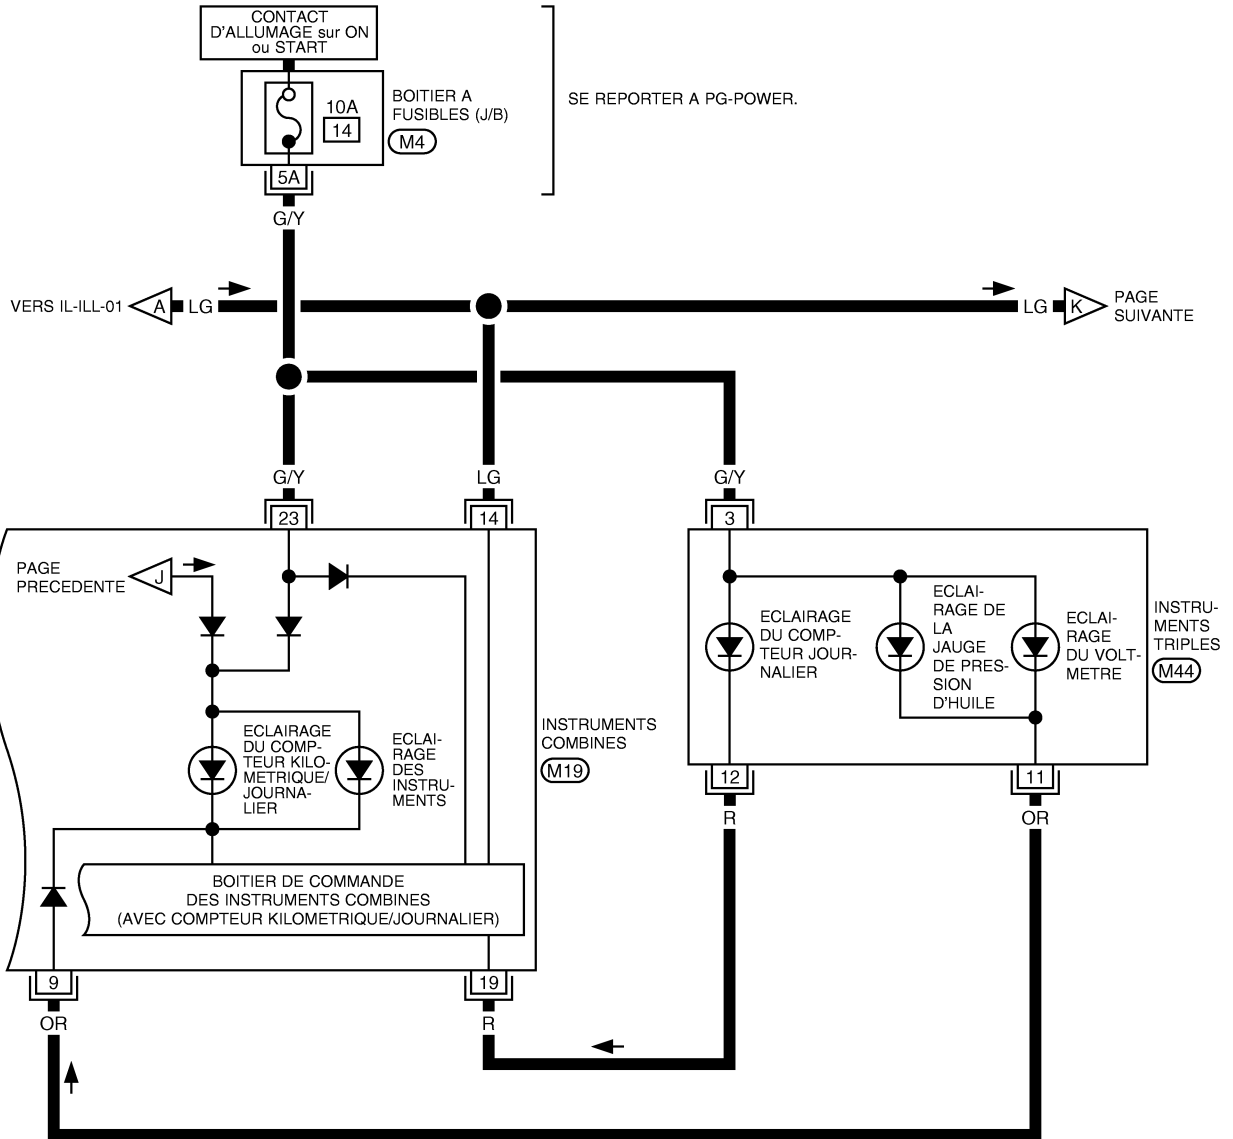 CONTACT
D'ALLUMAGE sur ON
ou START
10A
14
BOITIER A
FUSIBLES (J/B)
M4
SE REPORTER A PG-POWER.
5A
G/Y
VERS IL-ILL-01
A
LG
LG
K
PAGE
SUIVANTE
G/Y
LG
G/Y
23
14
3
PAGE
PRECEDENTE
J
ECLAIRAGE
DU COMP-
TEUR JOUR-
NALIER
ECLAI-
RAGE DE
LA
JAUGE
DE PRES-
SION
D'HUILE
ECLAI-
RAGE
DU VOLT-
METRE
INSTRU-
MENTS
TRIPLES
M44
ECLAIRAGE
DU COMP-
TEUR KILO-
METRIQUE/
JOURNA-
LIER
ECLAI-
RAGE
DES
INSTRU-
MENTS
INSTRUMENTS
COMBINES
M19
12
11
R
OR
BOITIER DE COMMANDE
DES INSTRUMENTS COMBINES
(AVEC COMPTEUR KILOMETRIQUE/JOURNALIER)
9
19
OR
R